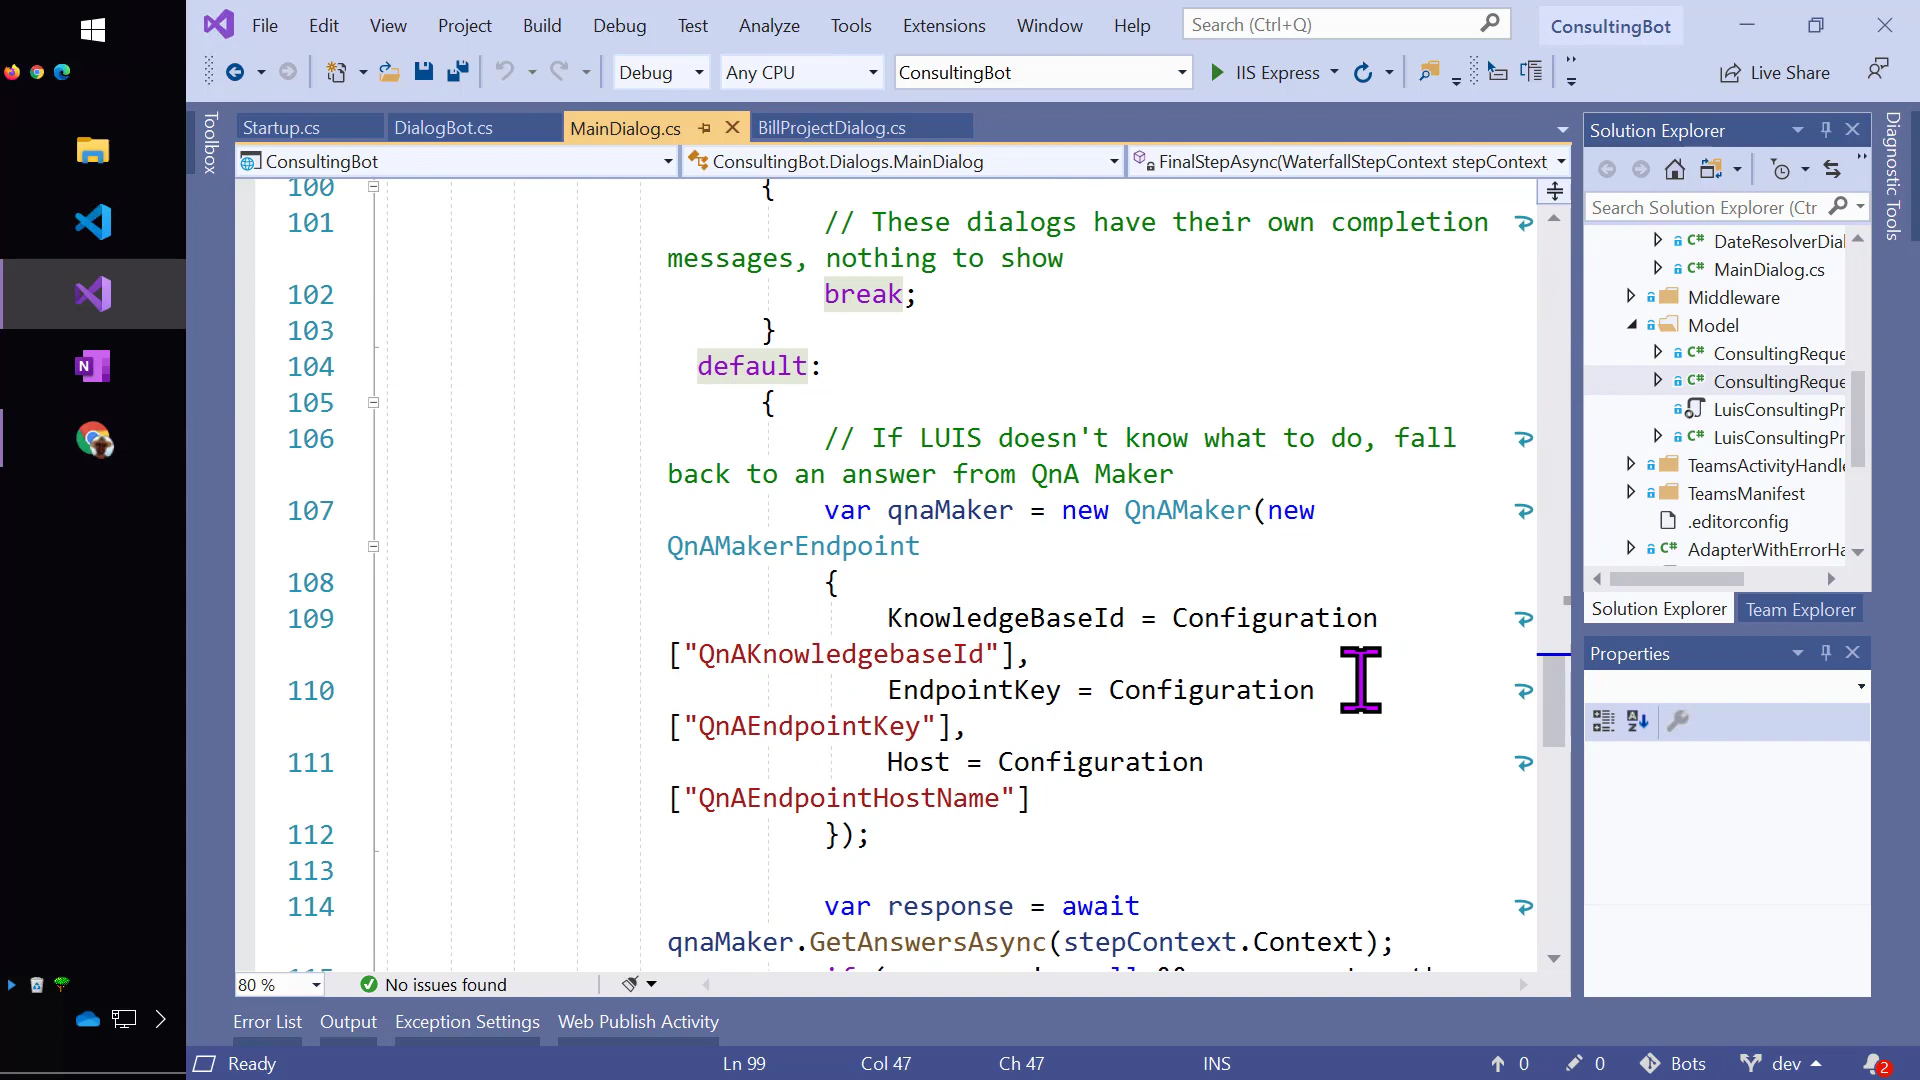 File Edit View Project Build Debug Test Analyze Tools Extensions Window Help Search (Ctrl+Q) ConsultingBot
Debug Any CPU ConsultingBot IIS Express Live Share
Toolbox
Startup.cs DialogBot.cs MainDialog.cs BillProjectDialog.cs
ConsultingBot ConsultingBot.Dialogs.MainDialog FinalStepAsync(WaterfallStepContext stepContext
100 {
101 // These dialogs have their own completion
messages, nothing to show
102 break;
103 }
104 default:
105 {
106 // If LUIS doesn't know what to do, fall
back to an answer from QnA Maker
107 var qnaMaker = new QnAMaker(new
QnAMakerEndpoint
108 {
109 KnowledgeBaseId = Configuration
["QnAKnowledgebaseId"],
110 EndpointKey = Configuration
["QnAEndpointKey"],
111 Host = Configuration
["QnAEndpointHostName"]
112 });
113
114 var response = await
qnaMaker.GetAnswersAsync(stepContext.Context);
80 % No issues found
Error List Output Exception Settings Web Publish Activity
Solution Explorer
Search Solution Explorer (Ctr
C# DateResolverDial
C# MainDialog.cs
Middleware
Model
C# ConsultingReque
C# ConsultingReque
LuisConsultingPr
C# LuisConsultingPr
TeamsActivityHandle
TeamsManifest
.editorconfig
C# AdapterWithErrorHa
Solution Explorer Team Explorer
Properties
Diagnostic Tools
Ready Ln 99 Col 47 Ch 47 INS 0 0 Bots dev 2
N